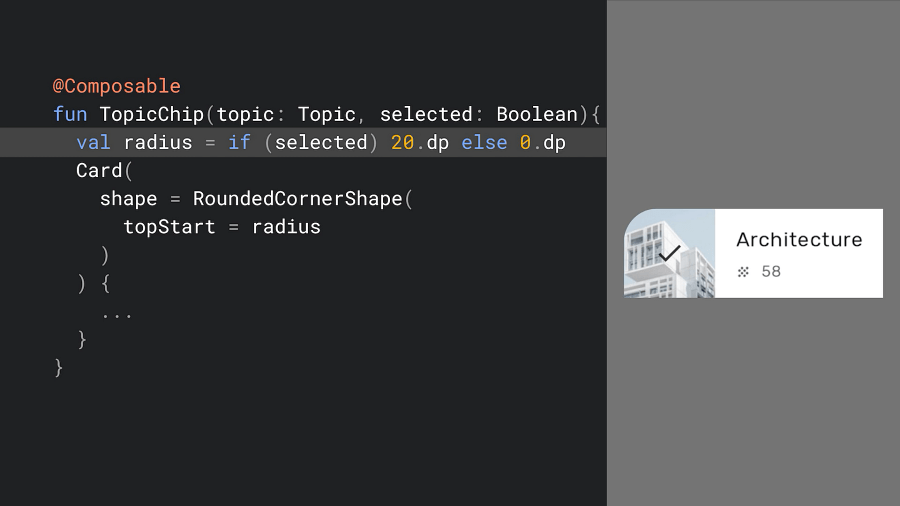 @Composable
fun TopicChip(topic: Topic, selected: Boolean){
val radius = if (selected) 20.dp else 0.dp
Card(
shape = RoundedCornerShape(
topStart = radius
)
) {
...
}
}
Architecture
58